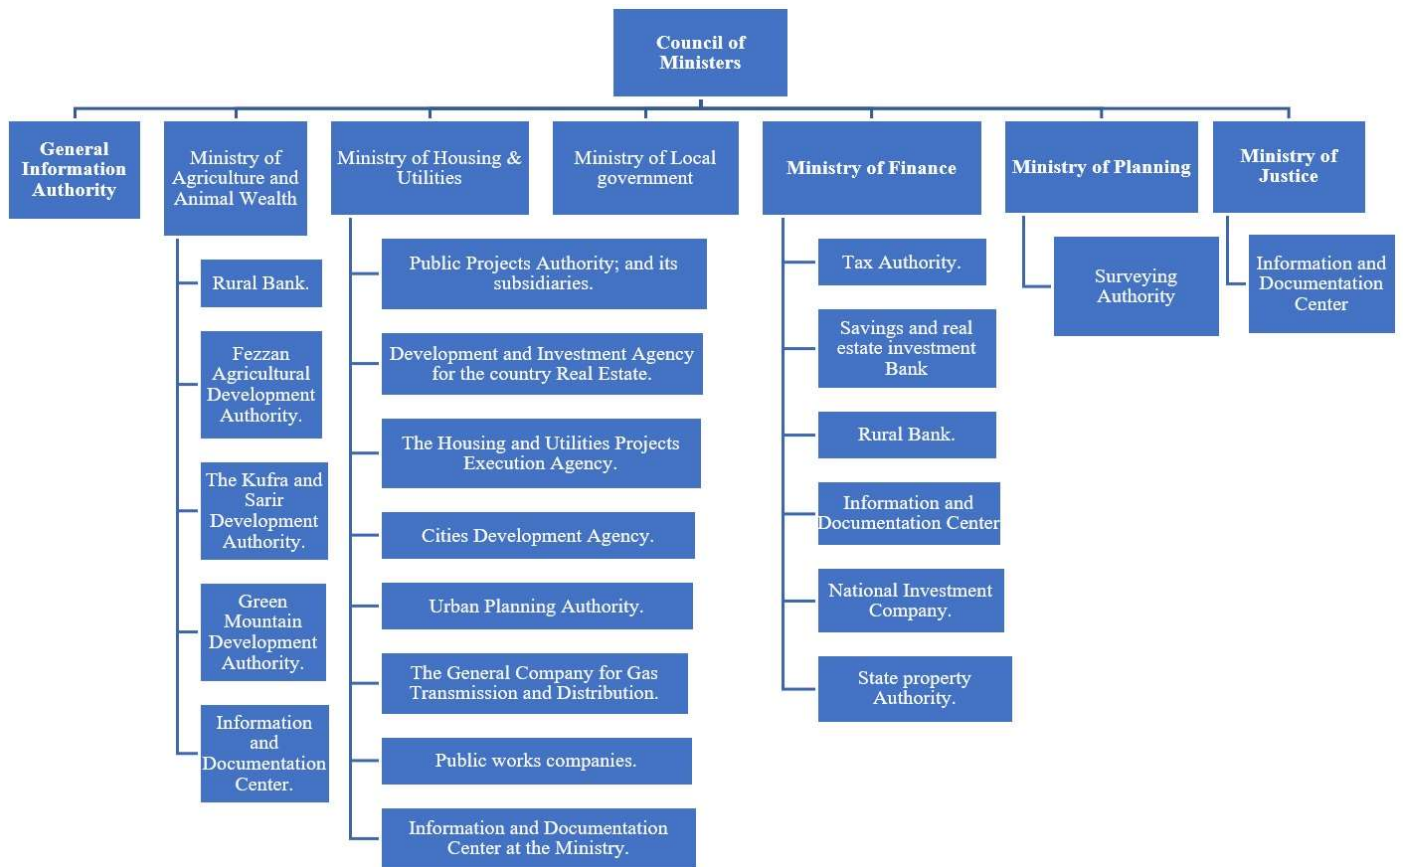 Council of
Ministers
General
Information
Authority
Ministry of
Agriculture and
Animal Wealth
Rural Bank.
Fezzan
Agricultural
Development
Authority.
The Kufra and
Sarir
Development
Authority.
Green
Mountain
Development
Authority.
Information
and
Documentation
Center.
Ministry of Housing &
Utilities
Public Projects Authority; and its
subsidiaries.
Development and Investment Agency
for the country Real Estate.
The Housing and Utilities Projects
Execution Agency.
Cities Development Agency.
Urban Planning Authority.
The General Company for Gas
Transmission and Distribution.
Public works companies.
Information and Documentation
Center at the Ministry.
Ministry of Local
government
Ministry of Finance
Tax Authority.
Savings and real
estate investment
Bank
Rural Bank.
Information and
Documentation Center
National Investment
Company.
State property
Authority.
Ministry of Planning
Surveying
Authority
Ministry of
Justice
Information and
Documentation
Center